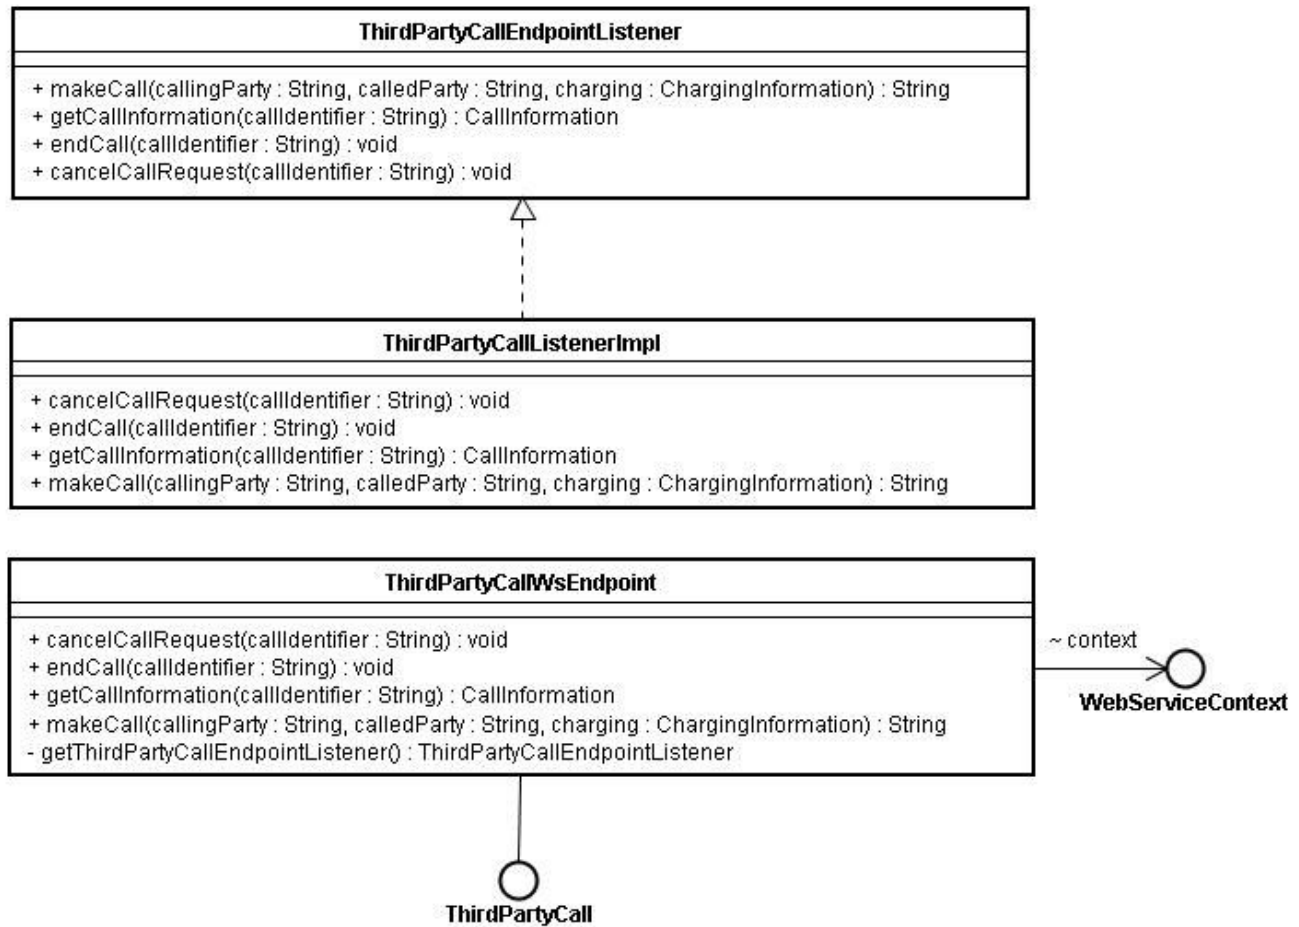 ThirdPartyCallEndpointListener
+ makeCall(callingParty : String, calledParty : String, charging : ChargingInformation) : String
+ getCallInformation(callIdentifier : String) : CallInformation
+ endCall(callIdentifier : String) : void
+ cancelCallRequest(callIdentifier : String) : void
ThirdPartyCallListenerImpl
+ cancelCallRequest(callIdentifier : String) : void
+ endCall(callIdentifier : String) : void
+ getCallInformation(callIdentifier : String) : CallInformation
+ makeCall(callingParty : String, calledParty : String, charging : ChargingInformation) : String
ThirdPartyCallWsEndpoint
+ cancelCallRequest(callIdentifier : String) : void
+ endCall(callIdentifier : String) : void
+ getCallInformation(callIdentifier : String) : CallInformation
+ makeCall(callingParty : String, calledParty : String, charging : ChargingInformation) : String
- getThirdPartyCallEndpointListener() : ThirdPartyCallEndpointListener
~ context
WebServiceContext
ThirdPartyCall